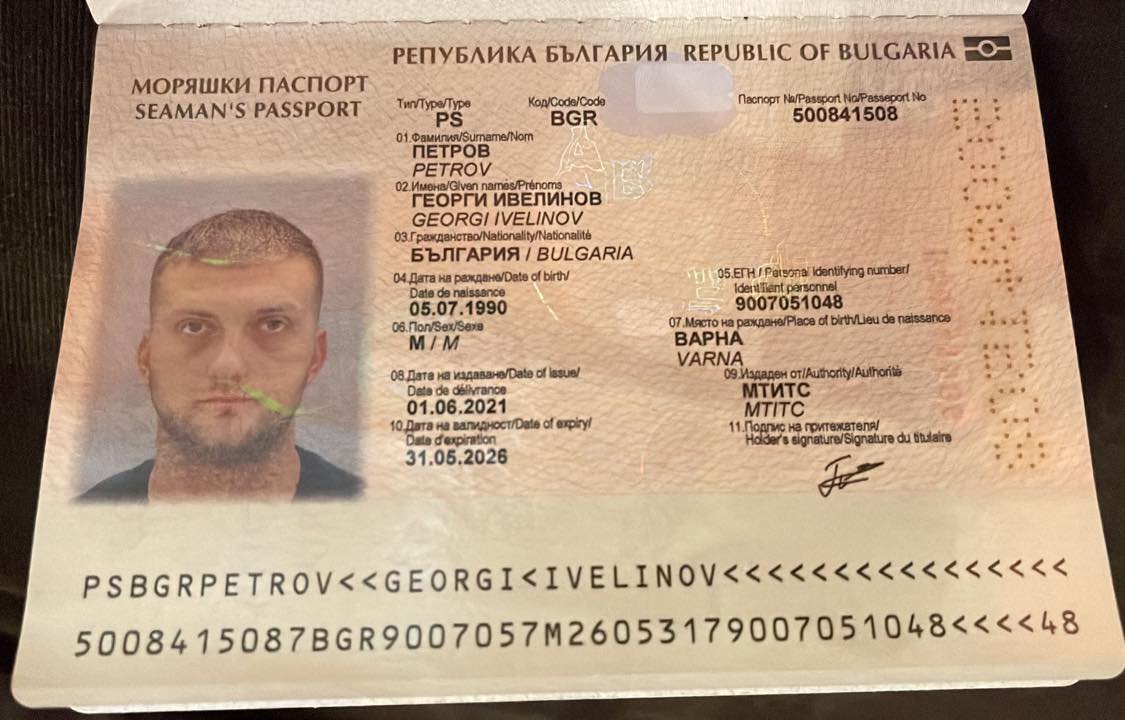 РЕПУБЛИКА БЪЛГАРИЯ REPUBLIC OF BULGARIA
МОРЯШКИ ПАСПОРТ
SEAMAN'S PASSPORT
Тип/Type/Type
PS
Код/Code/Code
BGR
Паспорт №/Passport No/Passeport No
500841508
01.Фамилия/Surname/Nom
ПЕТРОВ
PETROV
02.Имена/Given names/Prénoms
ГЕОРГИ ИВЕЛИНОВ
GEORGI IVELINOV
03.Гражданство/Nationality/Nationalité
БЪЛГАРИЯ / BULGARIA
04.Дата на раждане/Date of birth/
Date de naissance
05.07.1990
05.ЕГН / Personal Identifying number/
Identifiant personnel
9007051048
06.Пол/Sex/Sexe
М / M
07.Място на раждане/Place of birth/Lieu de naissance
ВАРНА
VARNA
08.Дата на издаване/Date of issue/
Date de délivrance
01.06.2021
09.Издаден от/Authority/Authorité
МТИТС
MTITC
10.Дата на валидност/Date of expiry/
Date d'expiration
31.05.2026
11.Подпис на притежателя/
Holder's signature/Signature du titulaire
PSBGRPETROV<<GEORGI<IVELINOV<<<<<<<<<<<<<<<<
5008415087BGR9007057M26053179007051048<<<<48